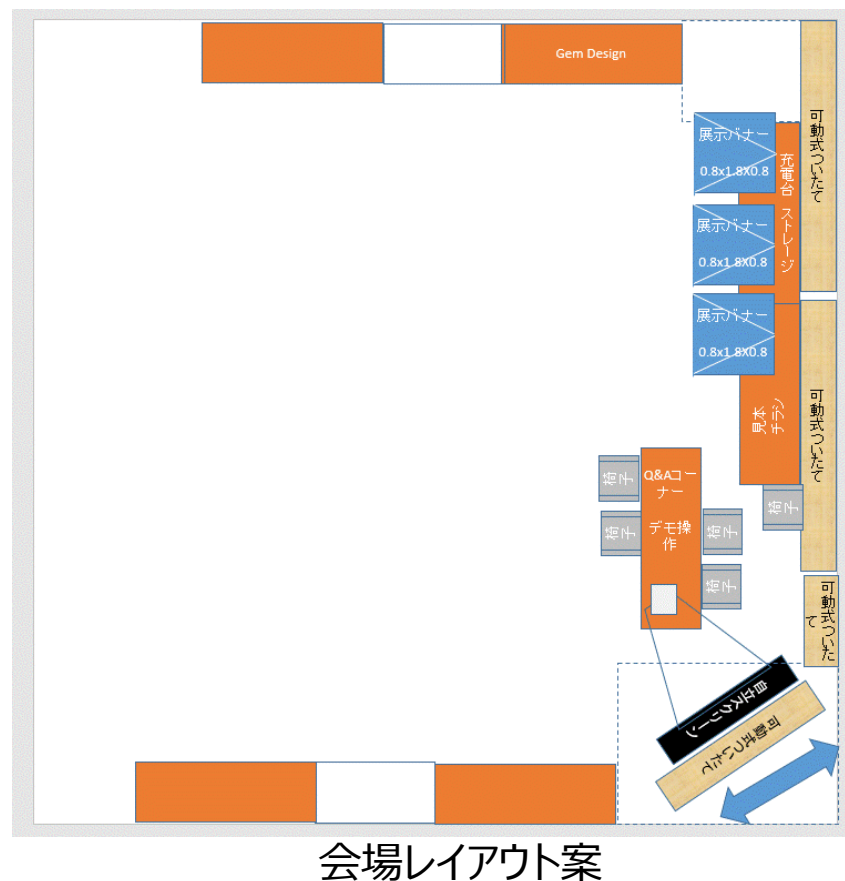 Gem Design
可動式ついたて
展示バナー
0.8x1.8X0.8
充電台 ストレージ
展示バナー
0.8x1.8X0.8
展示バナー
0.8x1.8X0.8
可動式ついたて
見本
チラシ
Q&Aコー
ナー
デモ操
作
椅子
椅子
椅子
椅子
椅子
可動式ついた
て
自立スクリーン
可動式ついたて
会場レイアウト案